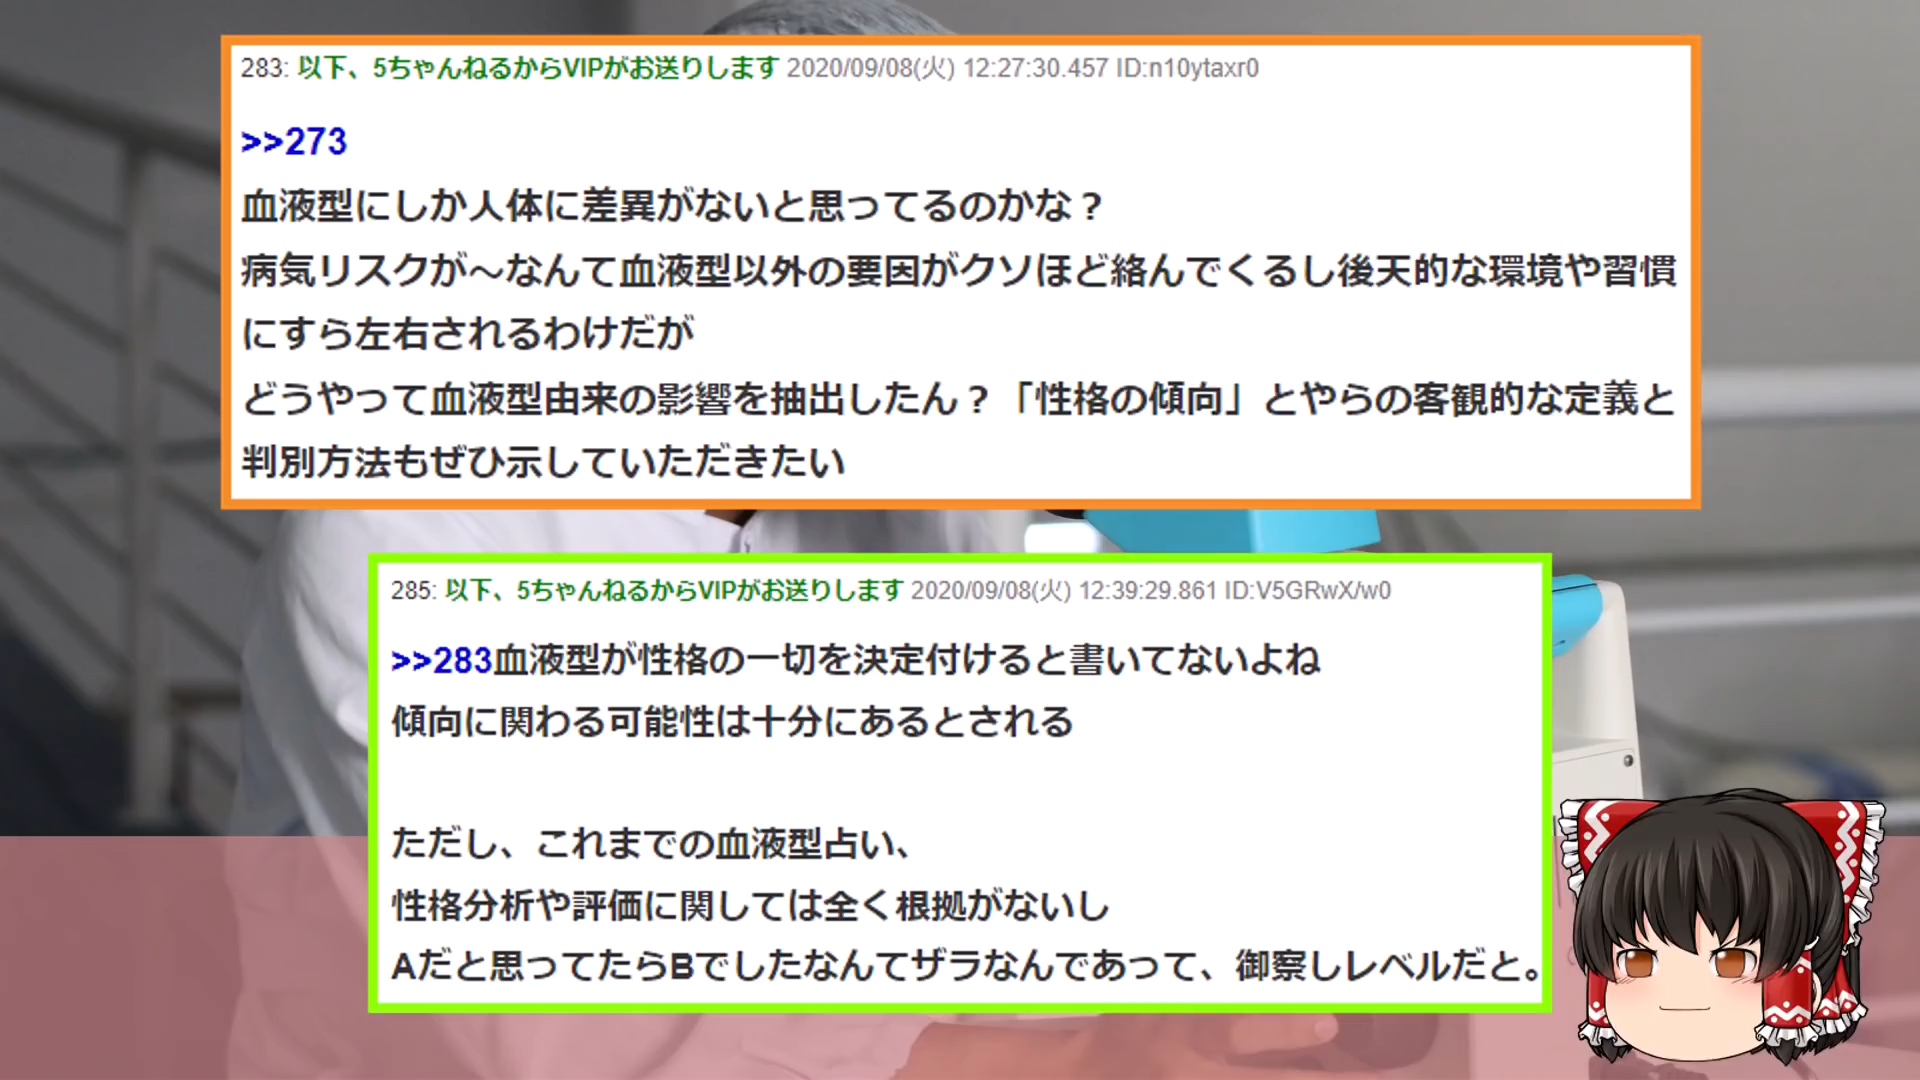 283: 以下、5ちゃんねるからVIPがお送りします 2020/09/08(火) 12:27:30.457 ID:n10ytaxr0
>>273
血液型にしか人体に差異がないと思ってるのかな？
病気リスクが～なんて血液型以外の要因がクソほど絡んでくるし後天的な環境や習慣
にすら左右されるわけだが
どうやって血液型由来の影響を抽出したん？「性格の傾向」とやらの客観的な定義と
判別方法もぜひ示していただきたい
285: 以下、5ちゃんねるからVIPがお送りします 2020/09/08(火) 12:39:29.861 ID:V5GRwX/w0
>>283血液型が性格の一切を決定付けると書いてないよね
傾向に関わる可能性は十分にあるとされる
ただし、これまでの血液型占い、
性格分析や評価に関しては全く根拠がないし
Aだと思ってたらBでしたなんてザラなんであって、御察しレベルだと。